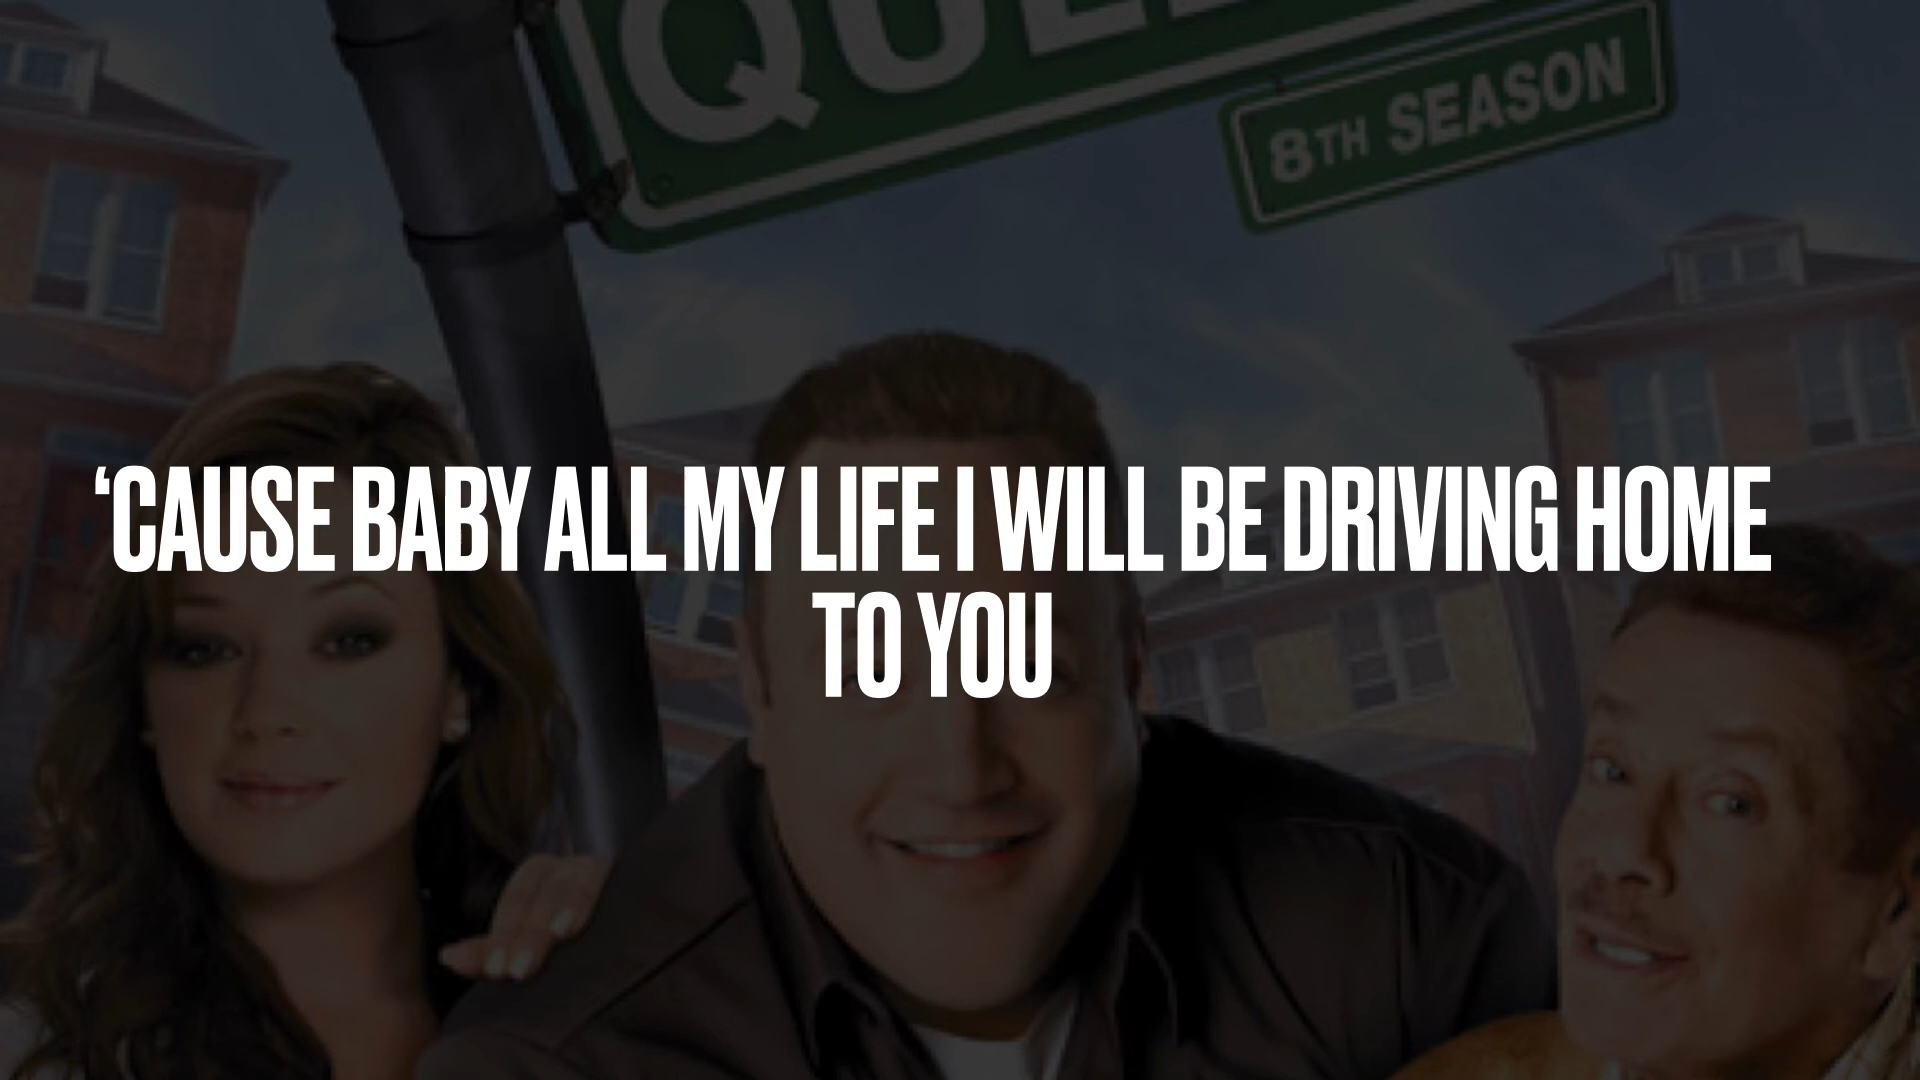 QUE
8TH SEASON
‘CAUSE BABY ALL MY LIFE I WILL BE DRIVING HOME
TO YOU